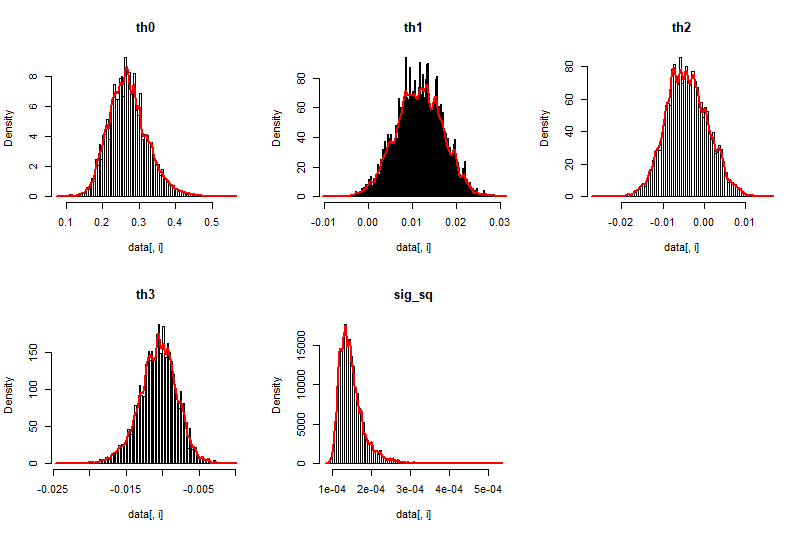 th0
Density
0 2 4 6 8
0.1 0.2 0.3 0.4 0.5
data[, i]
th1
Density
0 20 40 60 80
-0.01 0.00 0.01 0.02 0.03
data[, i]
th2
Density
0 20 40 60 80
-0.02 -0.01 0.00 0.01
data[, i]
th3
Density
0 50 100 150
-0.025 -0.015 -0.005
data[, i]
sig_sq
Density
0 5000 10000 15000
1e-04 2e-04 3e-04 4e-04 5e-04
data[, i]